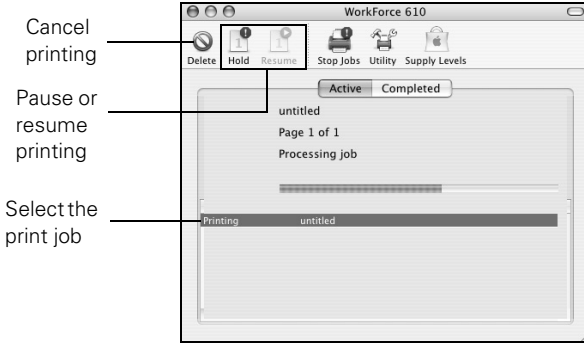 Cancel
printing
Pause or
resume
printing
Select the
print job
WorkForce 610
Delete Hold Resume Stop Jobs Utility Supply Levels
Active Completed
untitled
Page 1 of 1
Processing job
Printing untitled